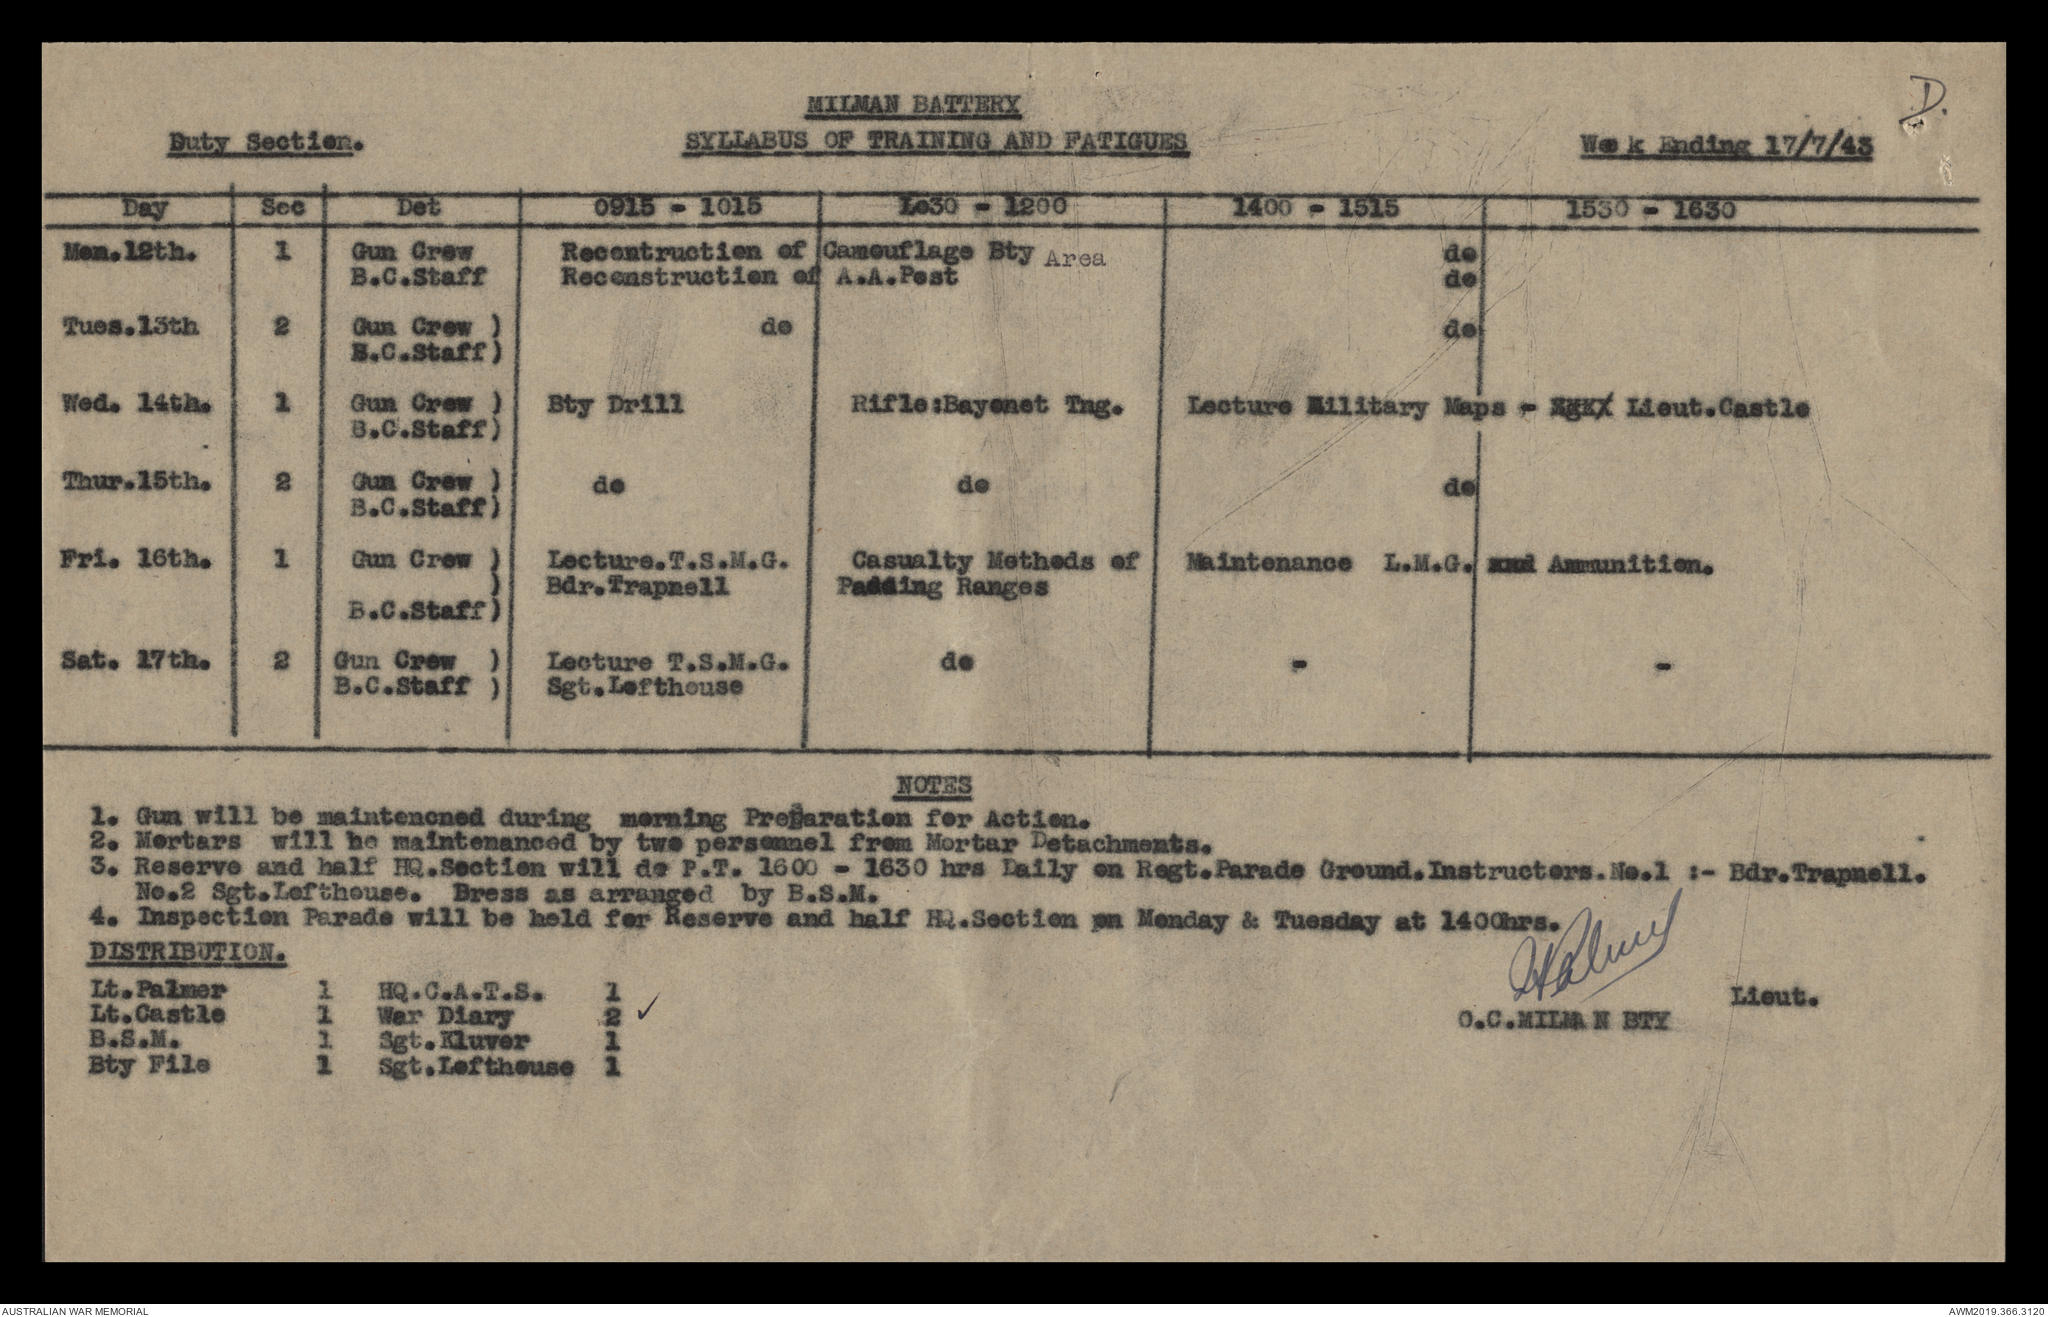 D.
MILMAN BATTERY
Duty Section. SYLLABUS OF TRAINING AND FATIGUES Week Ending 17/7/43
Day Sec Det 0915 - 1015 1o30 - 1200 1400 - 1515 1530 - 1630
Mon.12th. 1 Gun Crew Recontruction of Camouflage Bty Area do
B.C.Staff Reconstruction of A.A.Post do
Tues.13th 2 Gun Crew ) do do
B.C.Staff)
Wed. 14th. 1 Gun Crew ) Bty Drill Rifle:Bayonet Tng. Lecture Military Maps - Lieut.Castle
B.C.Staff)
Thur.15th. 2 Gun Crew ) do do do
B.C.Staff)
Fri. 16th. 1 Gun Crew ) Lecture.T.S.M.G. Casualty Methods of Maintenance L.M.G. and Ammunition.
) Bdr.Trapnell Padding Ranges
B.C.Staff)
Sat. 17th. 2 Gun Crew ) Lecture T.S.M.G. do - -
B.C.Staff ) Sgt.Lofthouse
NOTES
1. Gun will be maintencned during morning Preparation for Action.
2. Mortars will be maintenanced by two personnel from Mortar Detachments.
3. Reserve and half HQ.Section will do P.T. 1600 - 1630 hrs Daily on Regt.Parade Ground.Instructors.No.1 :- Bdr.Trapnell.
No.2 Sgt.Lofthouse. Dress as arranged by B.S.M.
4. Inspection Parade will be held for Reserve and half HQ.Section on Monday & Tuesday at 1400hrs.
DISTRIBUTION.
Lt.Palmer 1 HQ.C.A.T.S. 1
Lieut.
Lt.Castle 1 War Diary 2 ✓
O.C.MILMAN BTY
B.S.M. 1 Sgt.Kluver 1
Bty File 1 Sgt.Lofthouse 1
AUSTRALIAN WAR MEMORIAL AWM2019.366.3120